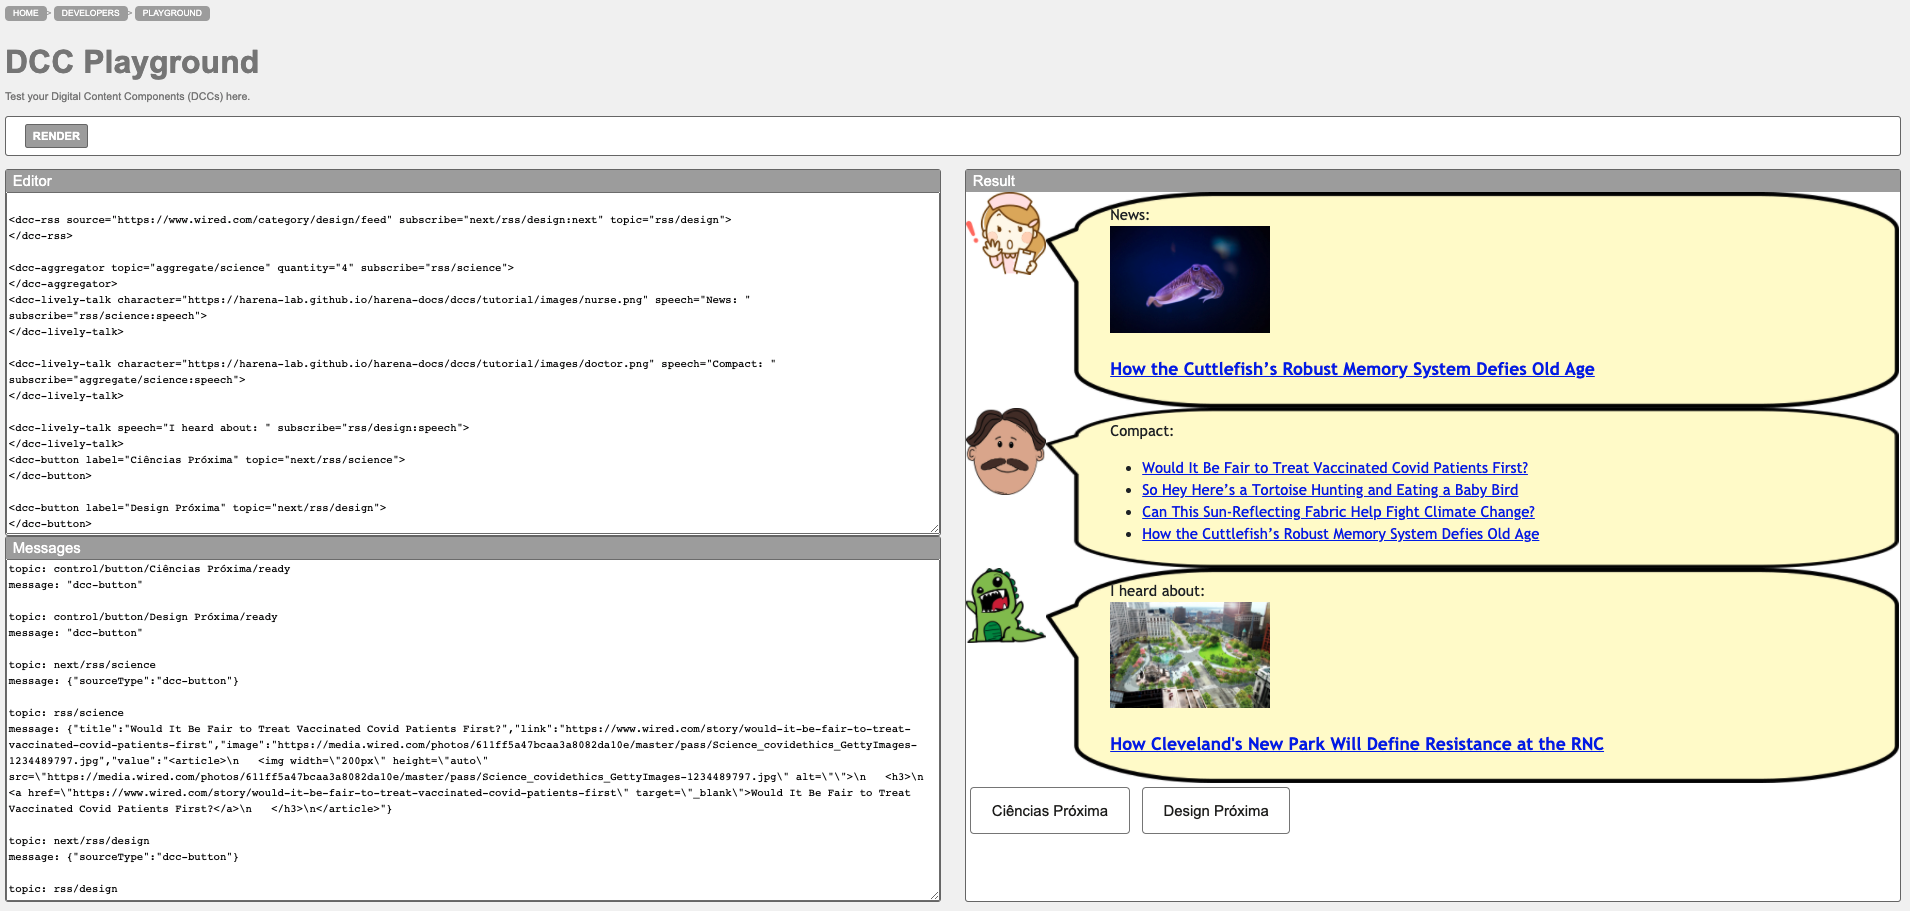 HOME > DEVELOPERS > PLAYGROUND
DCC Playground
Test your Digital Content Components (DCCs) here.
RENDER
Editor
<dcc-rss source="https://www.wired.com/category/design/feed" subscribe="next/rss/design:next" topic="rss/design">
</dcc-rss>
<dcc-aggregator topic="aggregate/science" quantity="4" subscribe="rss/science">
</dcc-aggregator>
<dcc-lively-talk character="https://harena-lab.github.io/harena-docs/dccs/tutorial/images/nurse.png" speech="News: "
subscribe="rss/science:speech">
</dcc-lively-talk>
<dcc-lively-talk character="https://harena-lab.github.io/harena-docs/dccs/tutorial/images/doctor.png" speech="Compact: "
subscribe="aggregate/science:speech">
</dcc-lively-talk>
<dcc-lively-talk speech="I heard about: " subscribe="rss/design:speech">
</dcc-lively-talk>
<dcc-button label="Ciências Próxima" topic="next/rss/science">
</dcc-button>
<dcc-button label="Design Próxima" topic="next/rss/design">
</dcc-button>
Messages
topic: control/button/Ciências Próxima/ready
message: "dcc-button"
topic: control/button/Design Próxima/ready
message: "dcc-button"
topic: next/rss/science
message: {"sourceType":"dcc-button"}
topic: rss/science
message: {"title":"Would It Be Fair to Treat Vaccinated Covid Patients First?","link":"https://www.wired.com/story/would-it-be-fair-to-treat-
vaccinated-covid-patients-first","image":"https://media.wired.com/photos/611ff5a47bcaa3a8082da10e/master/pass/Science_covidethics_GettyImages-
1234489797.jpg","value":"<article>\n   <img width=\"200px\" height=\"auto\"
src=\"https://media.wired.com/photos/611ff5a47bcaa3a8082da10e/master/pass/Science_covidethics_GettyImages-1234489797.jpg\" alt=\"\">\n   <h3>\n
<a href=\"https://www.wired.com/story/would-it-be-fair-to-treat-vaccinated-covid-patients-first\" target=\"_blank\">Would It Be Fair to Treat
Vaccinated Covid Patients First?</a>\n   </h3>\n</article>"}
topic: next/rss/design
message: {"sourceType":"dcc-button"}
topic: rss/design
Result
News:
How the Cuttlefish’s Robust Memory System Defies Old Age
Compact:
• Would It Be Fair to Treat Vaccinated Covid Patients First?
• So Hey Here’s a Tortoise Hunting and Eating a Baby Bird
• Can This Sun-Reflecting Fabric Help Fight Climate Change?
• How the Cuttlefish’s Robust Memory System Defies Old Age
I heard about:
How Cleveland's New Park Will Define Resistance at the RNC
Ciências Próxima
Design Próxima